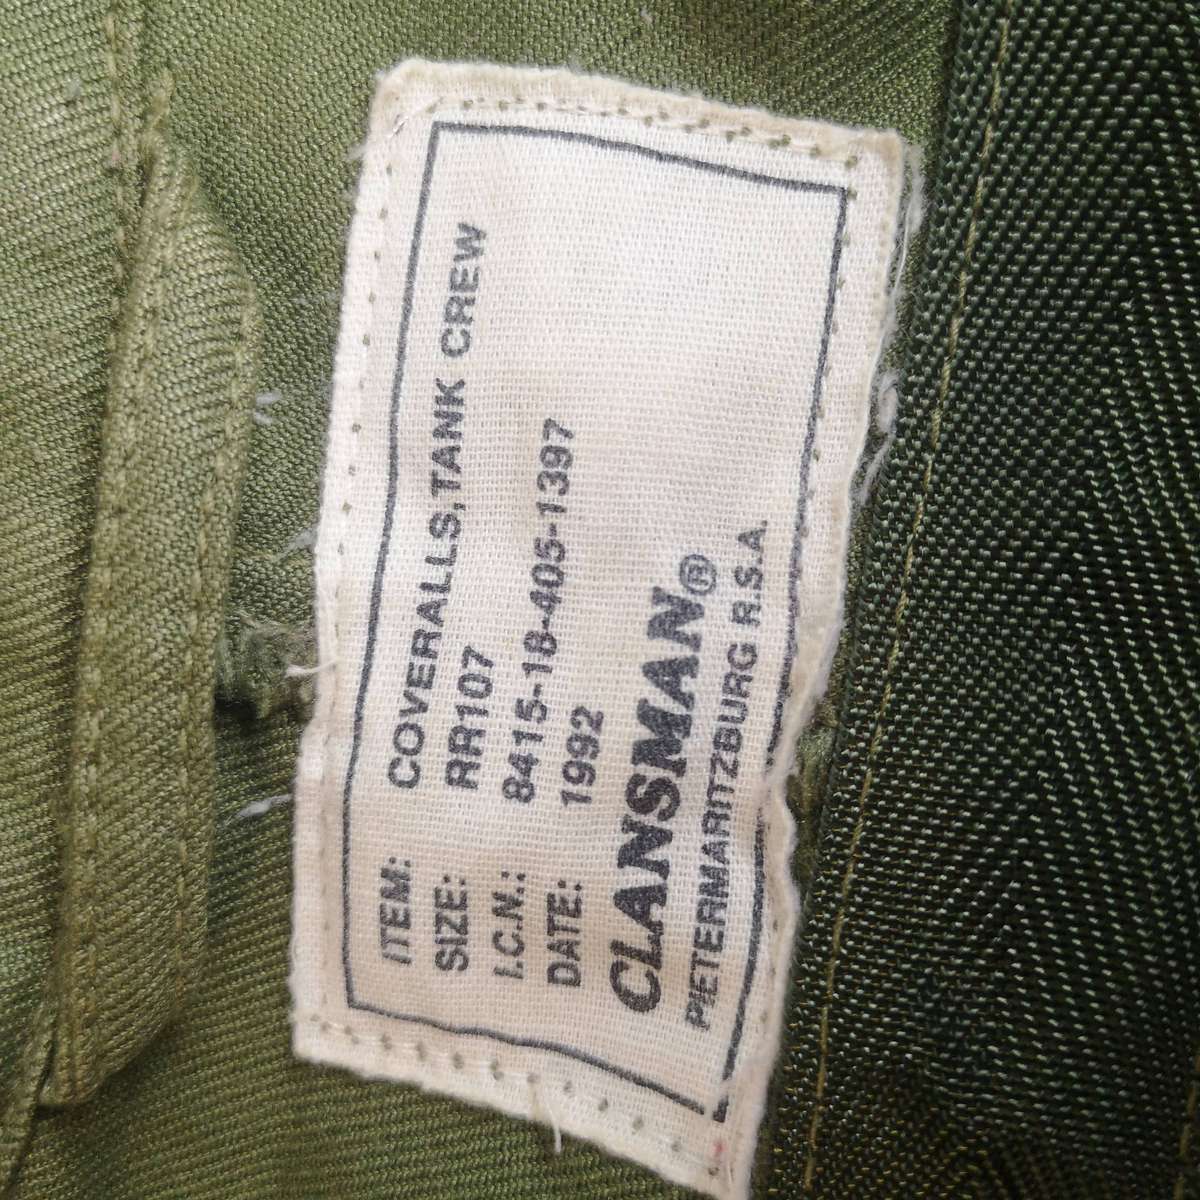 ITEM: COVERALLS,TANK CREW
SIZE: RR107
I.C.N.: 8415-18-405-1397
DATE: 1992
CLANSMAN®
PIETERMARITZBURG R.S.A.